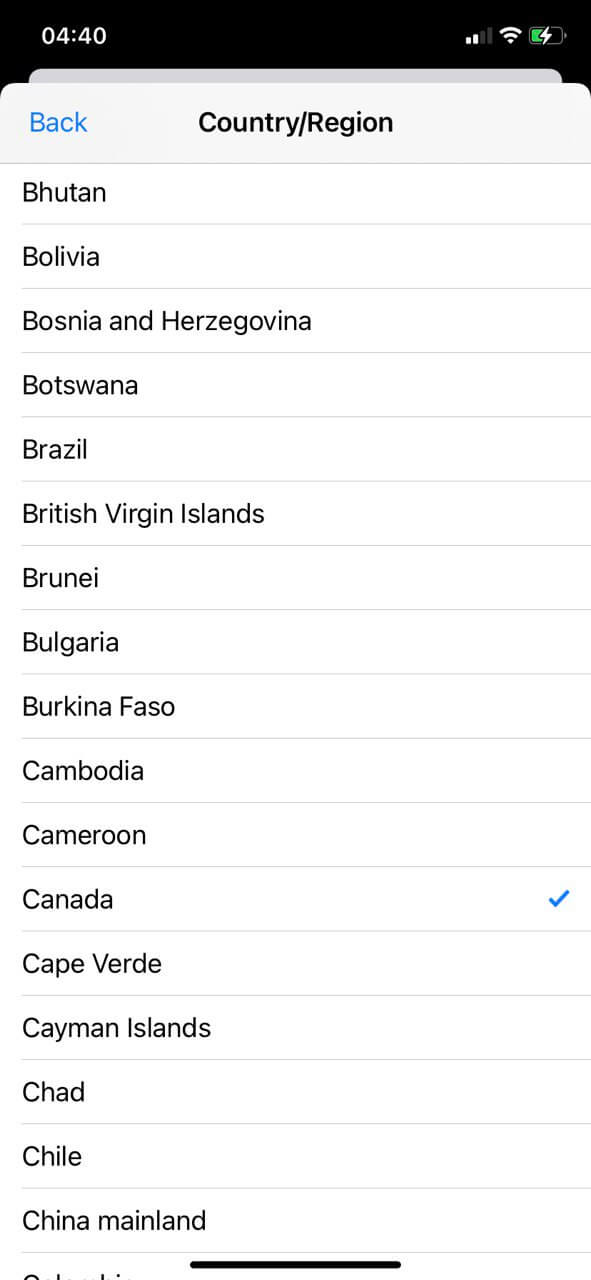 04:40
Back
Country/Region
Bhutan
Bolivia
Bosnia and Herzegovina
Botswana
Brazil
British Virgin Islands
Brunei
Bulgaria
Burkina Faso
Cambodia
Cameroon
Canada
Cape Verde
Cayman Islands
Chad
Chile
China mainland